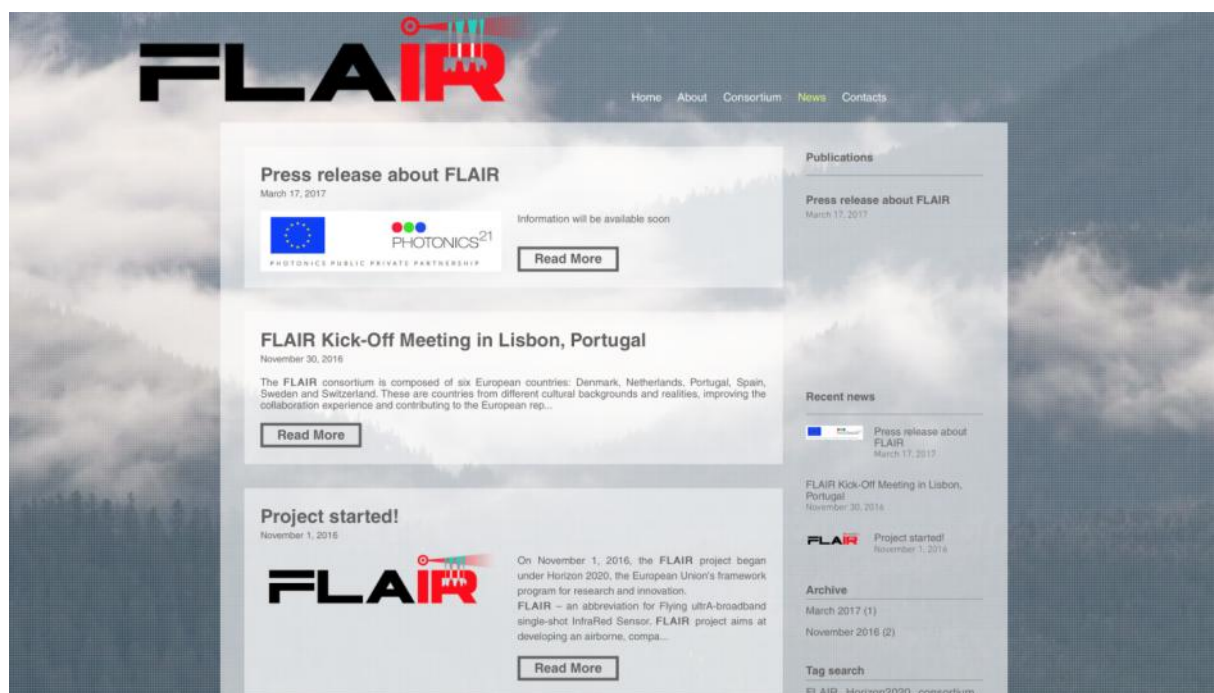 FLAIR
Home About Consortium News Contacts
Press release about FLAIR
March 17, 2017
PHOTONICS21
PHOTONICS PUBLIC PRIVATE PARTNERSHIP
Information will be available soon
Read More
FLAIR Kick-Off Meeting in Lisbon, Portugal
November 30, 2016
The FLAIR consortium is composed of six European countries: Denmark, Netherlands, Portugal, Spain,
Sweden and Switzerland. These are countries from different cultural backgrounds and realities, improving the
collaboration experience and contributing to the European rep...
Read More
Project started!
November 1, 2016
FLAIR
On November 1, 2016, the FLAIR project began
under Horizon 2020, the European Union's framework
program for research and innovation.
FLAIR – an abbreviation for Flying ultrA-broadband
single-shot InfraRed Sensor. FLAIR project aims at
developing an airborne, compa...
Read More
Publications
Press release about FLAIR
March 17, 2017
Recent news
Press release about
FLAIR
March 17, 2017
FLAIR Kick-Off Meeting in Lisbon,
Portugal
November 30, 2016
FLAIR
Project started!
November 1, 2016
Archive
March 2017 (1)
November 2016 (2)
Tag search
FLAIR Horizon2020 consortium